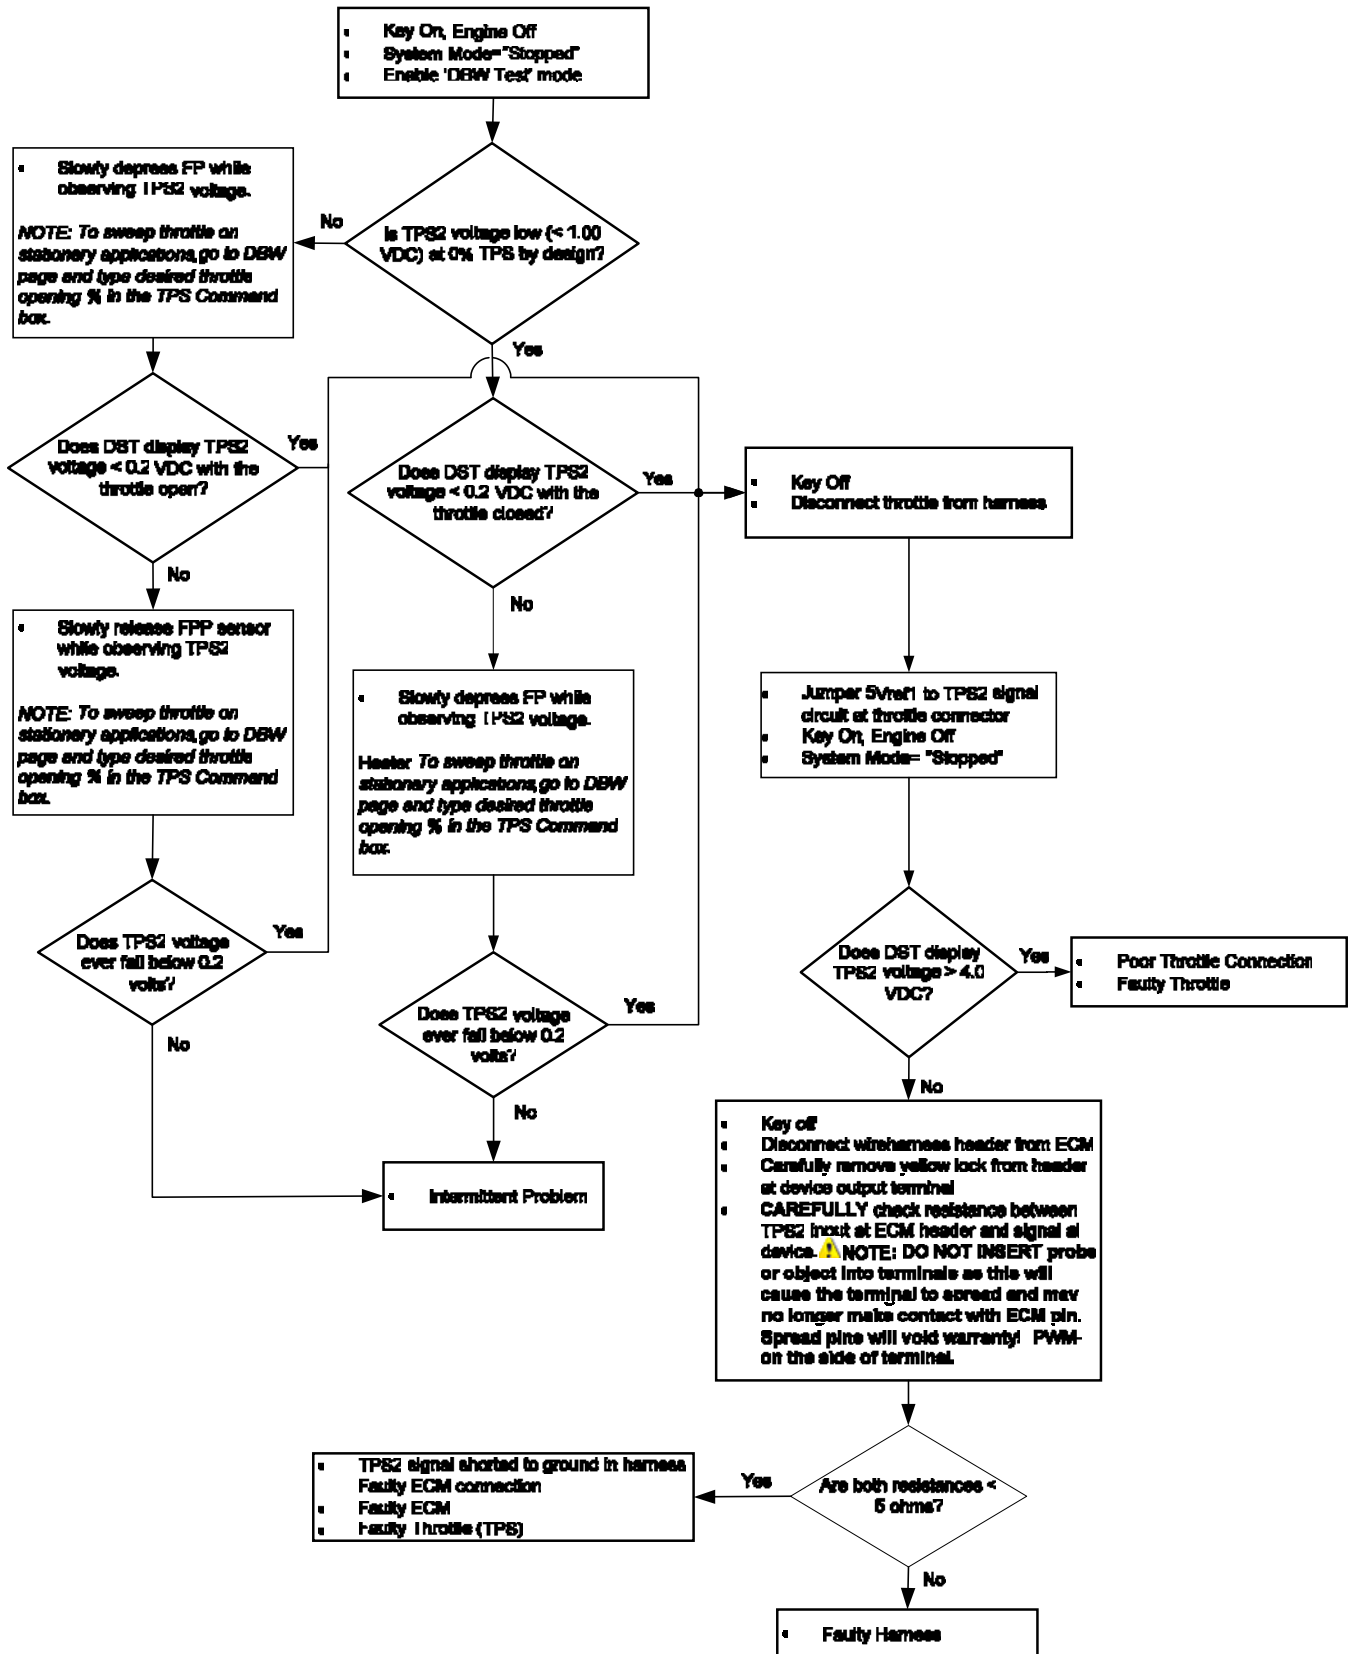 Key On, Engine Off
System Mode="Stopped"
Enable 'DBW Test' mode
Slowly depress FP while
observing TPS2 voltage.
NOTE: To sweep throttle on
stationary applications, go to DBW
page and type desired throttle
opening % in the TPS Command
box.
No
Is TPS2 voltage low (< 1.00
VDC) at 0% TPS by design?
Yes
Does DST display TPS2
voltage < 0.2 VDC with the
throttle open?
Yes
Does DST display TPS2
voltage < 0.2 VDC with the
throttle closed?
Yes
Key Off
Disconnect throttle from harness
No
No
Slowly release FPP sensor
while observing TPS2
voltage.
NOTE: To sweep throttle on
stationary applications, go to DBW
page and type desired throttle
opening % in the TPS Command
box.
Slowly depress FP while
observing TPS2 voltage.
Heater To sweep throttle on
stationary applications, go to DBW
page and type desired throttle
opening % in the TPS Command
box.
Jumper 5Vref1 to TPS2 signal
circuit at throttle connector
Key On, Engine Off
System Mode= "Stopped"
Does TPS2 voltage
ever fall below 0.2
volts?
Yes
No
Does TPS2 voltage
ever fall below 0.2
volts?
Yes
No
Does DST display
TPS2 voltage > 4.0
VDC?
Yes
Poor Throttle Connection
Faulty Throttle
No
Intermittent Problem
Key off
Disconnect wireharness header from ECM
Carefully remove yellow lock from header
at device output terminal
CAREFULLY check resistance between
TPS2 input at ECM header and signal at
device. NOTE: DO NOT INSERT probe
or object into terminals as this will
cause the terminal to spread and may
no longer make contact with ECM pin.
Spread pins will void warranty! PWM-
on the side of terminal.
TPS2 signal shorted to ground in harness
Faulty ECM connection
Faulty ECM
Faulty Throttle (TPS)
Yes
Are both resistances <
5 ohms?
No
Faulty Harness